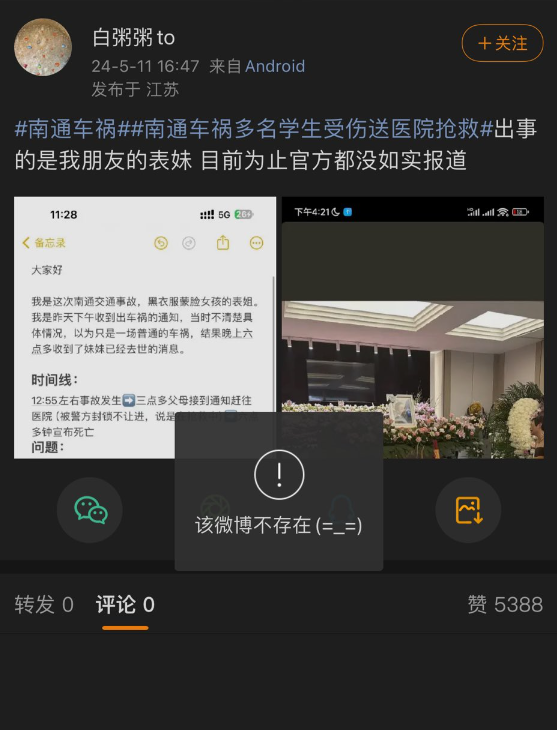 白粥粥to
＋关注
24-5-11 16:47 来自Android
发布于 江苏
#南通车祸##南通车祸多名学生受伤送医院抢救#出事
的是我朋友的表妹 目前为止官方都没如实报道
11:28
5G
26+
备忘录
大家好
我是这次南通交通事故，黑衣服蒙脸女孩的表姐。
我是昨天下午收到出车祸的通知，当时不清楚具
体情况，以为只是一场普通的车祸，结果晚上六
点多收到了妹妹已经去世的消息。
时间线：
12:55左右事故发生➡三点多父母接到通知赶往
医院（被警方封锁不让进，说是
多钟宣布死亡
问题：
下午4:21
该微博不存在(=_=)
转发 0
评论 0
赞 5388